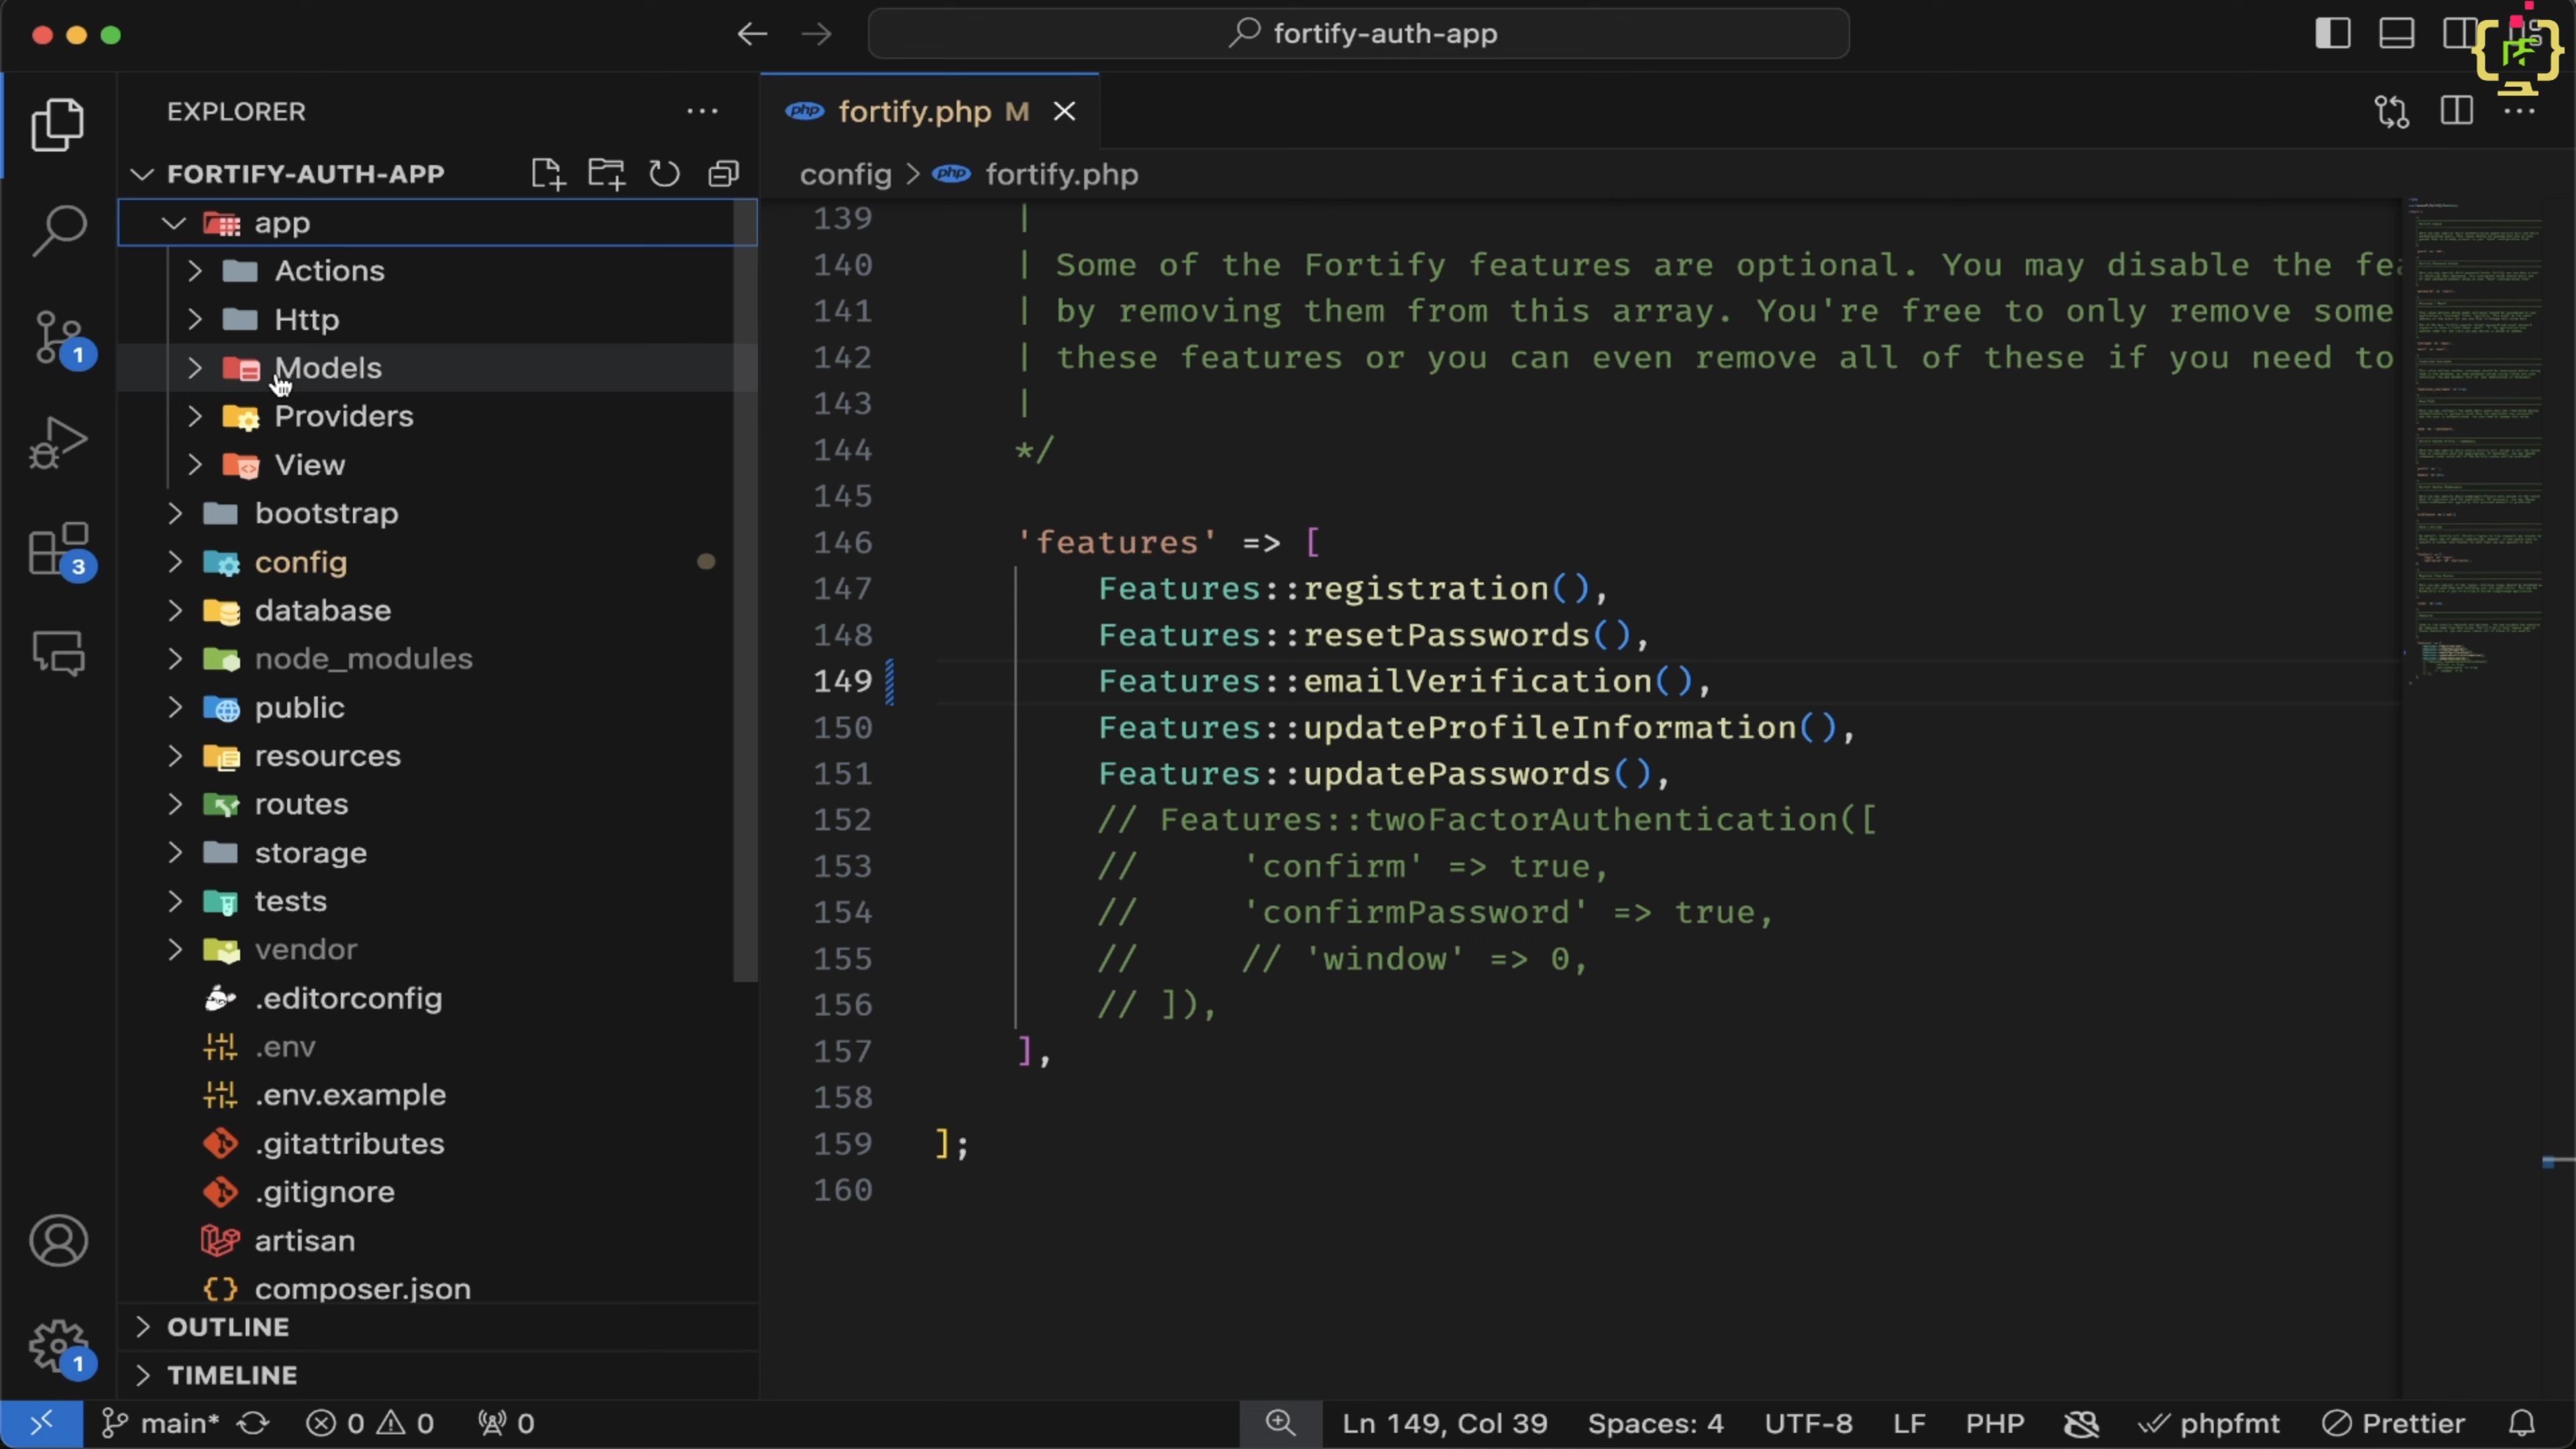 fortify-auth-app
EXPLORER
FORTIFY-AUTH-APP
app
Actions
Http
Models
Providers
View
bootstrap
config
database
node_modules
public
resources
routes
storage
tests
vendor
.editorconfig
.env
.env.example
.gitattributes
.gitignore
artisan
composer.json
OUTLINE
TIMELINE
1
3
1
php fortify.php M
config > php fortify.php
139 |
140 | Some of the Fortify features are optional. You may disable the fea
141 | by removing them from this array. You're free to only remove some
142 | these features or you can even remove all of these if you need to
143 |
144 */
145
146 'features' => [
147 Features::registration(),
148 Features::resetPasswords(),
149 Features::emailVerification(),
150 Features::updateProfileInformation(),
151 Features::updatePasswords(),
152 // Features::twoFactorAuthentication([
153 // 'confirm' => true,
154 // 'confirmPassword' => true,
155 // // 'window' => 0,
156 // ]),
157 ],
158
159 ];
160
main* 0 0 0 Ln 149, Col 39 Spaces: 4 UTF-8 LF PHP phpfmt Prettier